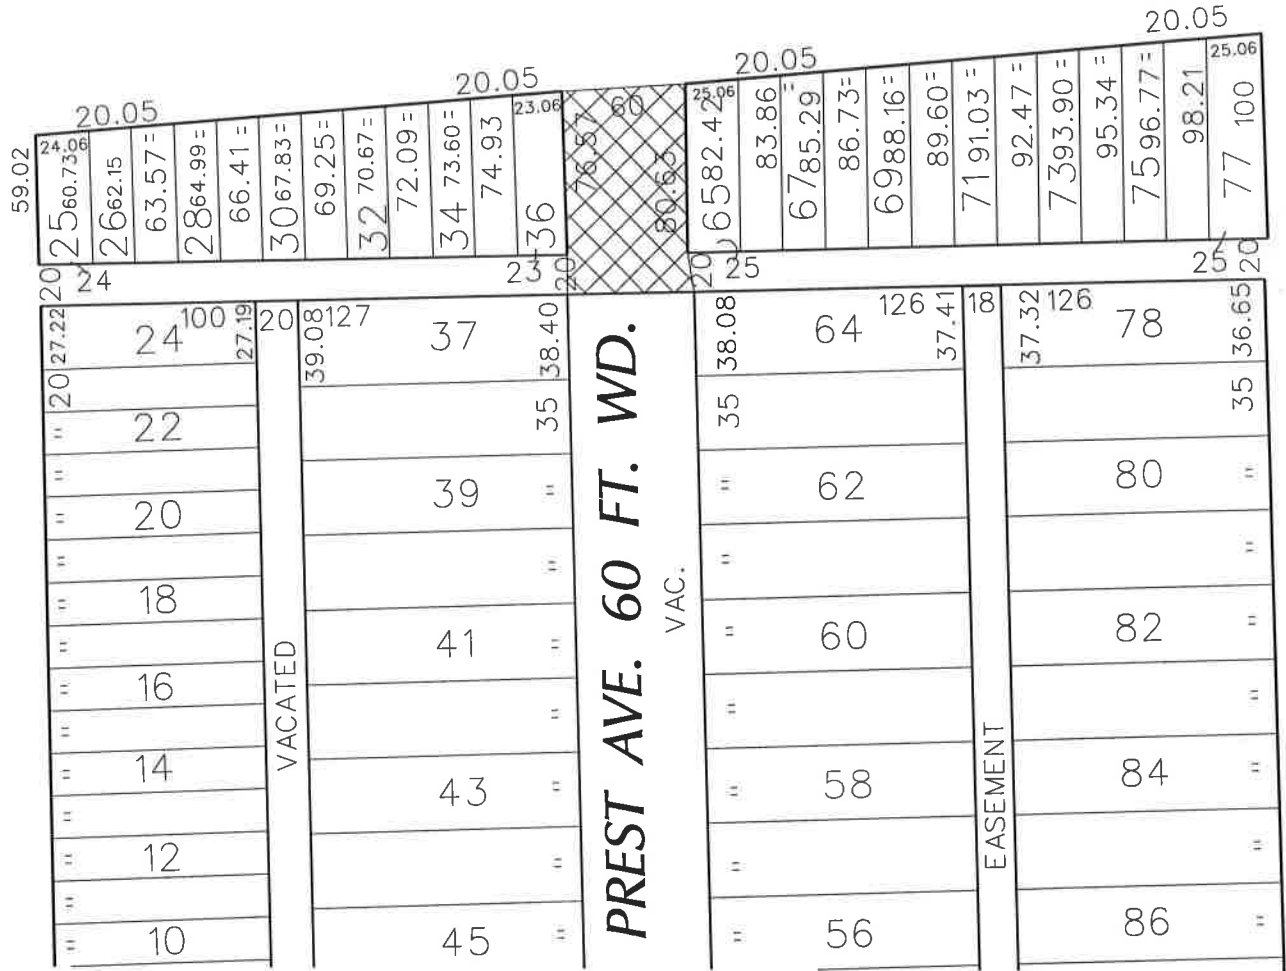 20.05 20.05 20.05 20.05
59.02
24.06 25 60.73
26 62.15
63.57 "
28 64.99 "
66.41 "
30 67.83 "
69.25 "
32 70.67 "
72.09 "
34 73.60 "
74.93
23.06 36
60
76.57 80.63
25.06 65 82.42
83.86
67 85.29 "
86.73 "
69 88.16 "
89.60 "
71 91.03 "
92.47 "
73 93.90 "
95.34 "
75 96.77 "
98.21
25.06 77 100
20 24 23 20 20 25 25 20
27.22 24 100 27.19 20 39.08 127 37 38.40
38.08 64 126 37.41 18 37.32 126 78 36.65
20 35 35 35
" 22
" 39 " " 62 80 "
" 20
" " " "
" 18
" 41 " " 60 82 "
" 16
" " " "
" 14
" 43 " " 58 84 "
" 12
" " " "
" 10 45 " " 56 86 "
VACATED
PREST AVE. 60 FT. WD.
VAC.
EASEMENT